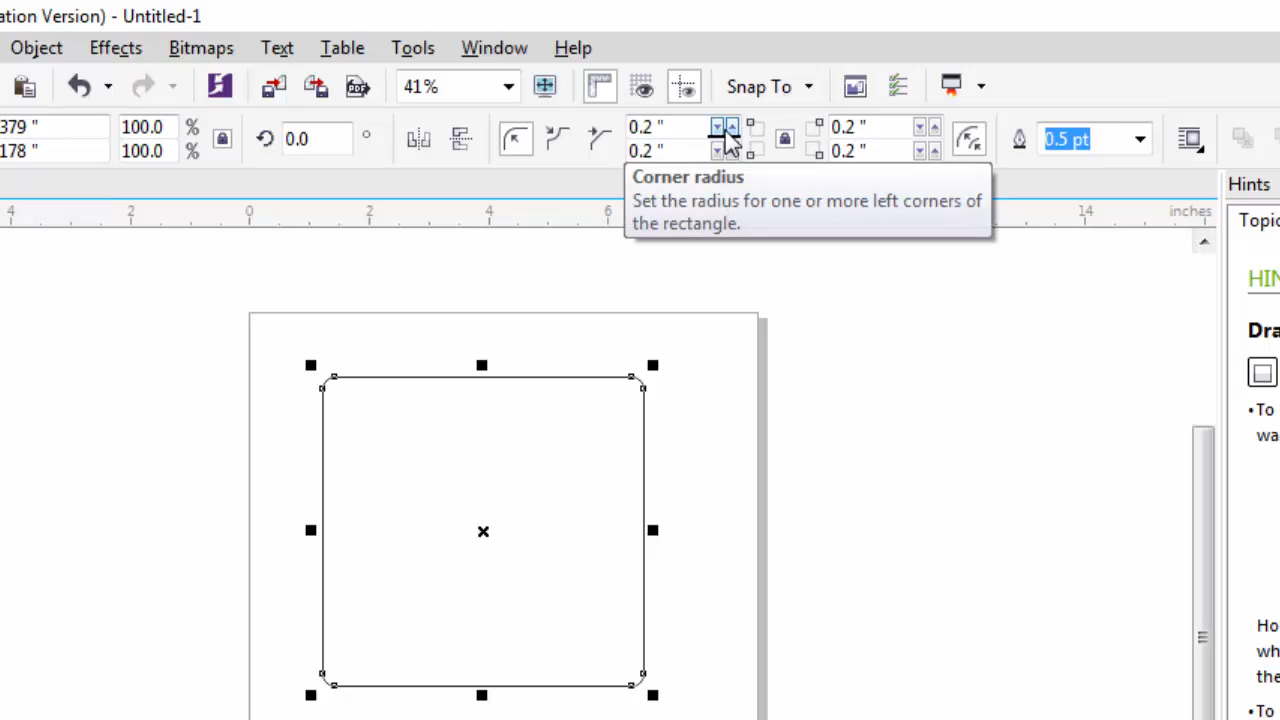 ation Version) - Untitled-1
Object Effects Bitmaps Text Table Tools Window Help
41% Snap To
379 " 100.0 % 0.2 " 0.2 "
0.0 ° 0.5 pt
178 " 100.0 % 0.2 " 0.2 "
Corner radius
Set the radius for one or more left corners of
the rectangle.
Hints
4 2 0 2 4 6 14 inches
Topic
HIN
Dra
•To
wa
Ho
wh
the
•To